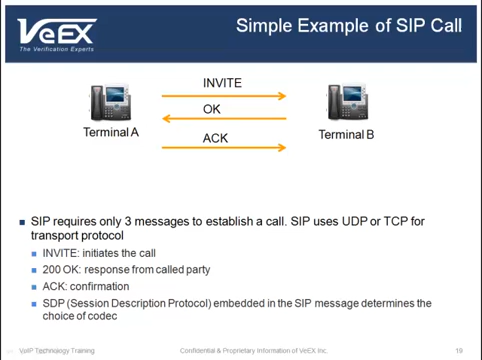 VeEX
The Verification Experts
Simple Example of SIP Call
INVITE
OK
ACK
Terminal A
Terminal B
SIP requires only 3 messages to establish a call. SIP uses UDP or TCP for
transport protocol
INVITE: initiates the call
200 OK: response from called party
ACK: confirmation
SDP (Session Description Protocol) embedded in the SIP message determines the
choice of codec
VoIP Technology Training
Confidential & Proprietary Information of VeEX Inc.
19